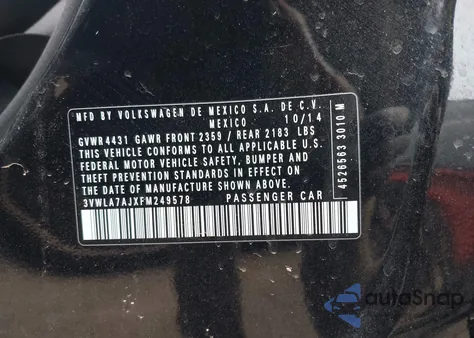 MFD BY VOLKSWAGEN DE MEXICO S.A. DE C.V.
MEXICO 10/14
GVWR 4431 GAWR FRONT 2359 / REAR 2183 LBS
THIS VEHICLE CONFORMS TO ALL APPLICABLE U.S.
FEDERAL MOTOR VEHICLE SAFETY, BUMPER AND
THEFT PREVENTION STANDARDS IN EFFECT ON
THE DATE OF MANUFACTURE SHOWN ABOVE.
3VWLA7AJXFM249578 PASSENGER CAR
4526563 3010 M
autoSnap